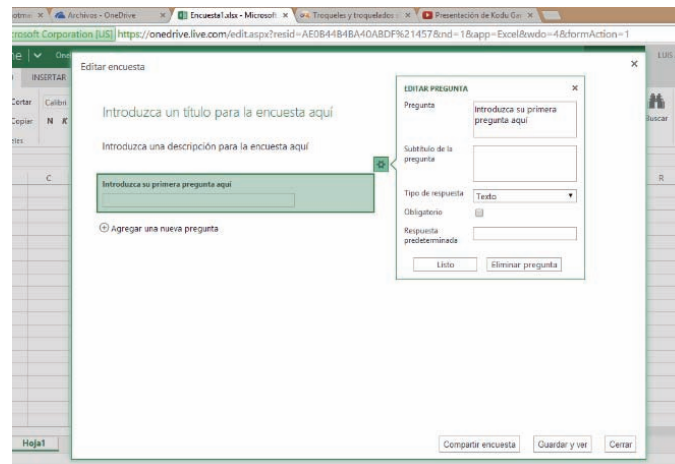 Archivos - OneDrive
Encuesta1.xlsx - Microsoft
Troqueles y troquelados
Presentación de Kodu Ga
Corporation [US] https://onedrive.live.com/edit.aspx?resid=AE0B44B4BA40ABDF%21457&nd=1&app=Excel&wdo=4&formAction=1
LUIS
INSERTAR
Cortar
Calibri
Copiar
N K
Buscar
C
R
Editar encuesta
Introduzca un título para la encuesta aquí
Introduzca una descripción para la encuesta aquí
Introduzca su primera pregunta aquí
Agregar una nueva pregunta
EDITAR PREGUNTA
Pregunta
Introduzca su primera
pregunta aquí
Subtítulo de la
pregunta
Tipo de respuesta
Texto
Obligatorio
Respuesta
predeterminada
Listo
Eliminar pregunta
Compartir encuesta
Guardar y ver
Cerrar
Hoja1